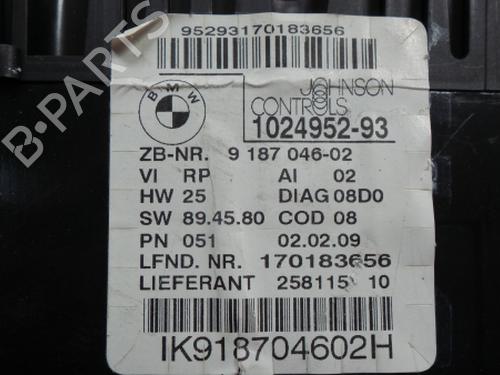 95293170183656
BMW
JOHNSON
CONTROLS
1024952-93
ZB-NR. 9 187 046-02
VI RP AI 02
HW 25 DIAG 08D0
SW 89.45.80 COD 08
PN 051 02.02.09
LFND. NR. 170183656
LIEFERANT 258115 10
IK918704602H
B-PARTS